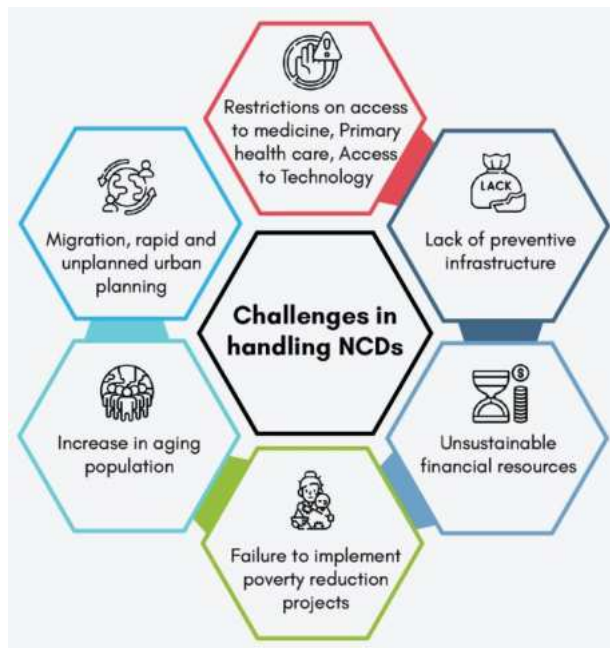 Restrictions on access
to medicine, Primary
health care, Access
to Technology
LACK
Lack of preventive
infrastructure
$
Unsustainable
financial resources
Failure to implement
poverty reduction
projects
Increase in aging
population
Migration, rapid and
unplanned urban
planning
Challenges in
handling NCDs